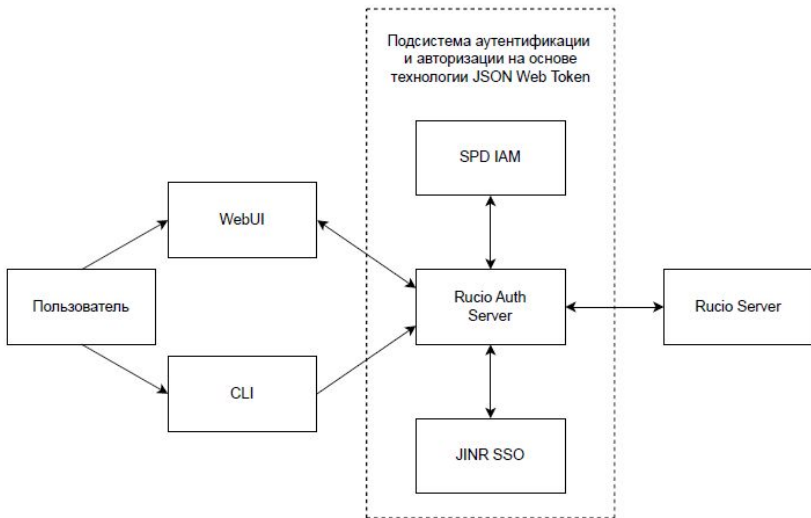 Подсистема аутентификации
и авторизации на основе
технологии JSON Web Token
SPD IAM
WebUI
Пользователь
Rucio Auth
Server
Rucio Server
CLI
JINR SSO